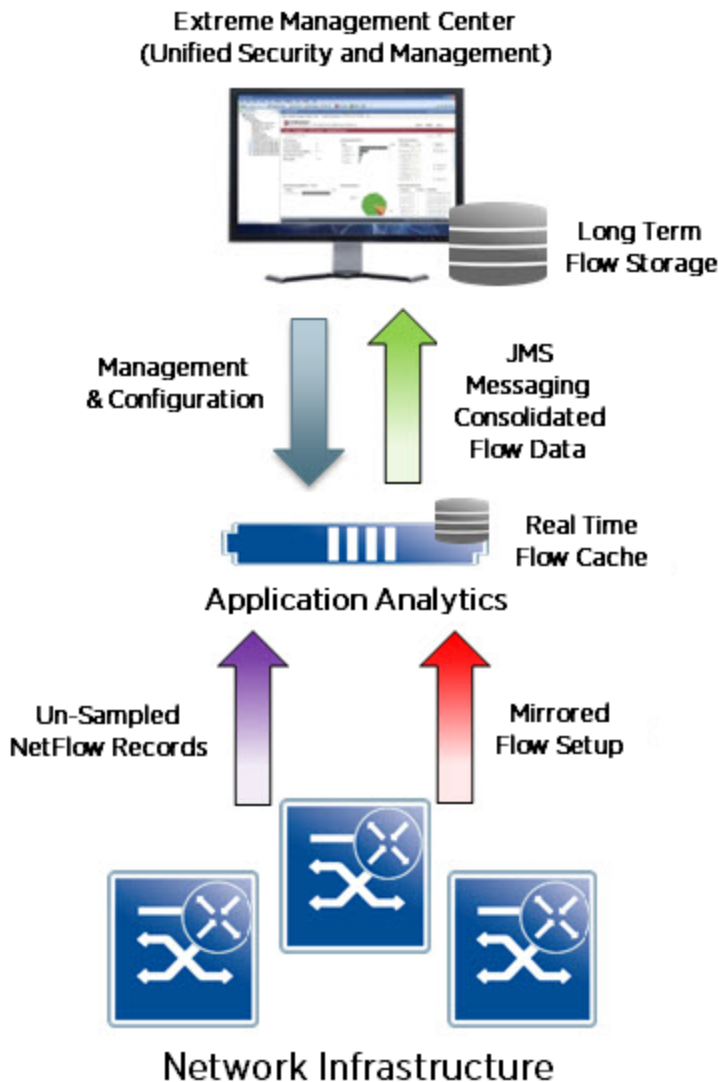 Extreme Management Center
(Unified Security and Management)
Long Term
Flow Storage
Management
& Configuration
JMS
Messaging
Consolidated
Flow Data
Real Time
Flow Cache
Application Analytics
Un-Sampled
NetFlow Records
Mirrored
Flow Setup
Network Infrastructure